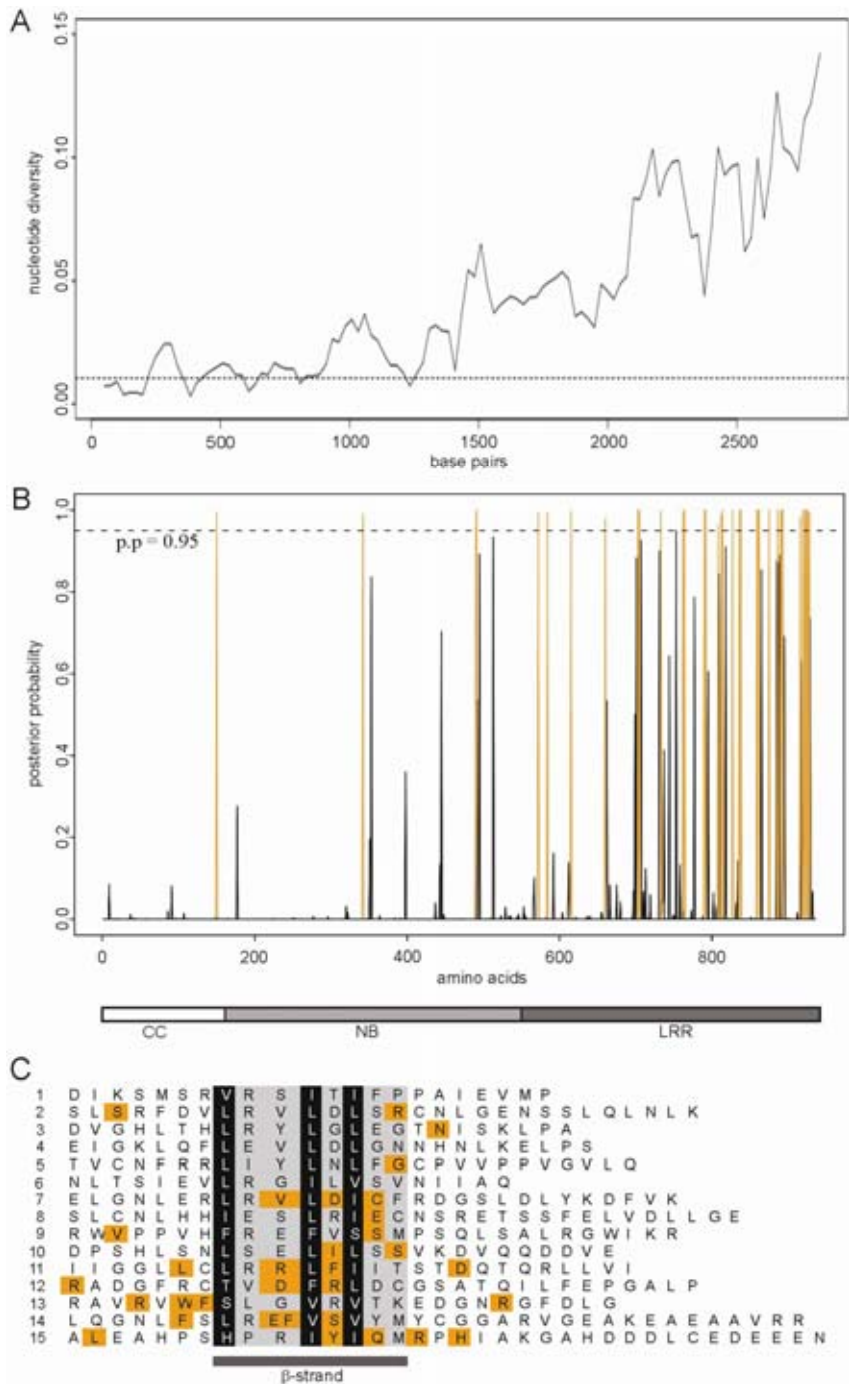 A
0.15
0.10
0.05
0.00
nucleotide diversity
0 500 1000 1500 2000 2500
base pairs
B
1.0
0.8
0.6
0.4
0.2
0.0
posterior probability
p.p = 0.95
0 200 400 600 800
amino acids
CC NB LRR
C
1 D I K S M S R V R S I T I F P P A I E V M P
2 S L S R F D V L R V L D L S R C N L G E N S S L Q L N L K
3 D V G H L T H L R Y L G L E G T N I S K L P A
4 E I G K L Q F L E V L D L G N N H N L K E L P S
5 T V C N F R R L I Y L N L F G C P V V P P V G V L Q
6 N L T S I E V L R G I L V S V N I I A Q
7 E L G N L E R L R V L D I C F R D G S L D L Y K D F V K
8 S L C N L H H I E S L R I E C N S R E T S S F E L V D L L G E
9 R W V P P V H F R E F V S S M P S Q L S A L R G W I K R
10 D P S H L S N L S E L I L S S V K D V Q Q D D V E
11 I I G G L L C L R R L F I I T S T D Q T Q R L L V I
12 R A D G F R C T V D F R L D C G S A T Q I L F E P G A L P
13 R A V R V W F S L G V R V T K E D G N R G F D L G
14 L Q G N L F S L R E F V S V Y M Y C G G A R V G E A K E A E A A V R R
15 A L E A H P S H P R I Y I Q M R P H I A K G A H D D D L C E D E E E N
β-strand